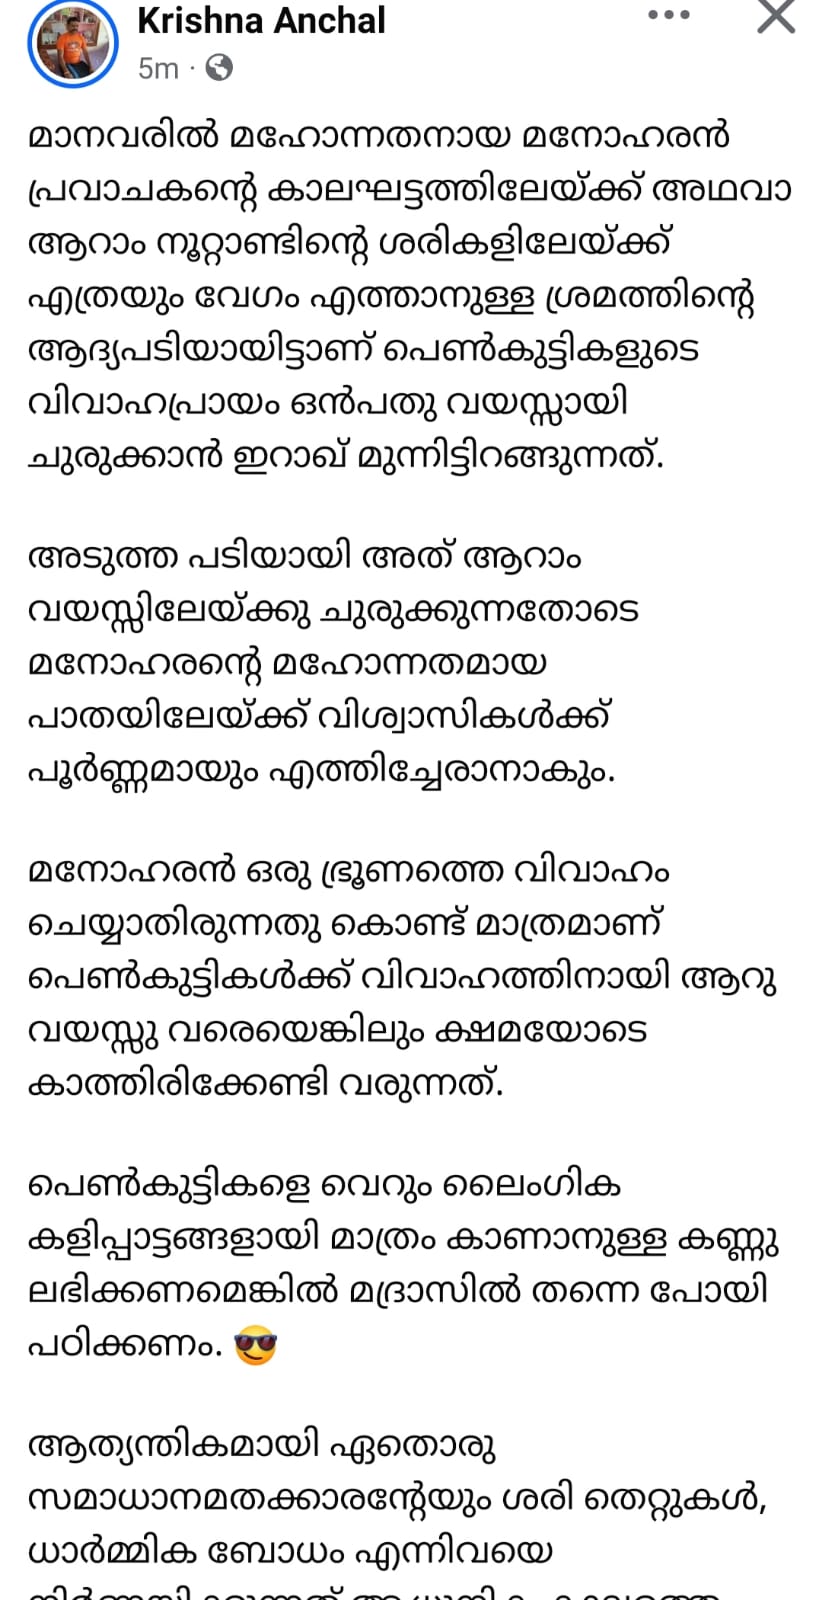 Krishna Anchal
5m ·
മാനവരിൽ മഹോന്നതനായ മനോഹരൻ
പ്രവാചകന്റെ കാലഘട്ടത്തിലേയ്ക്ക് അഥവാ
ആറാം നൂറ്റാണ്ടിന്റെ ശരികളിലേയ്ക്ക്
എത്രയും വേഗം എത്താനുള്ള ശ്രമത്തിന്റെ
ആദ്യപടിയായിട്ടാണ് പെൺകുട്ടികളുടെ
വിവാഹപ്രായം ഒൻപതു വയസ്സായി
ചുരുക്കാൻ ഇറാഖ് മുന്നിട്ടിറങ്ങുന്നത്.
അടുത്ത പടിയായി അത് ആറാം
വയസ്സിലേയ്ക്കു ചുരുക്കുന്നതോടെ
മനോഹരന്റെ മഹോന്നതമായ
പാതയിലേയ്ക്ക് വിശ്വാസികൾക്ക്
പൂർണ്ണമായും എത്തിച്ചേരാനാകും.
മനോഹരൻ ഒരു ഭ്രൂണത്തെ വിവാഹം
ചെയ്യാതിരുന്നതു കൊണ്ട് മാത്രമാണ്
പെൺകുട്ടികൾക്ക് വിവാഹത്തിനായി ആറു
വയസ്സു വരെയെങ്കിലും ക്ഷമയോടെ
കാത്തിരിക്കേണ്ടി വരുന്നത്.
പെൺകുട്ടികളെ വെറും ലൈംഗിക
കളിപ്പാട്ടങ്ങളായി മാത്രം കാണാനുള്ള കണ്ണു
ലഭിക്കണമെങ്കിൽ മദ്രാസിൽ തന്നെ പോയി
പഠിക്കണം. 😎
ആത്യന്തികമായി ഏതൊരു
സമാധാനമതക്കാരന്റേയും ശരി തെറ്റുകൾ,
ധാർമ്മിക ബോധം എന്നിവയെ